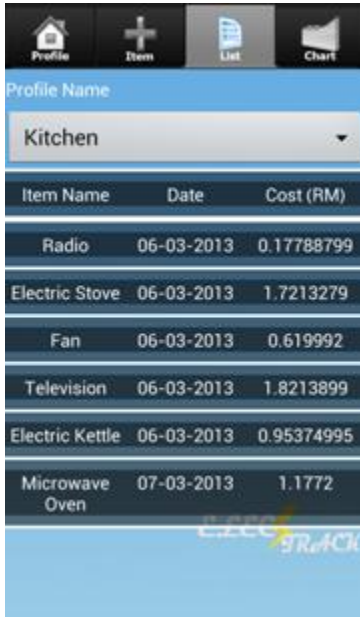 Profile Item List Chart
Profile Name
Kitchen
Item Name Date Cost (RM)
Radio 06-03-2013 0.17788799
Electric Stove 06-03-2013 1.7213279
Fan 06-03-2013 0.619992
Television 06-03-2013 1.8213899
Electric Kettle 06-03-2013 0.95374995
Microwave 07-03-2013 1.1772
Oven
E.LEC
TRACK